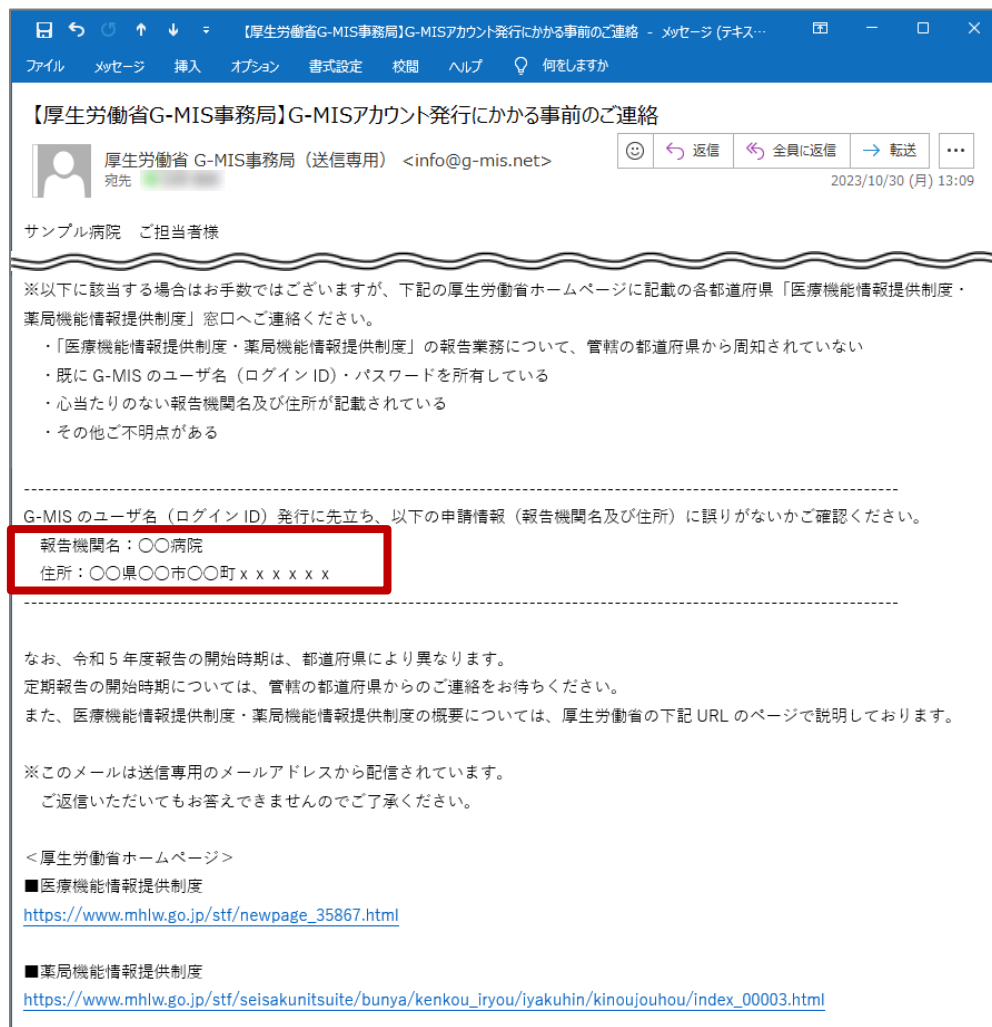 【厚生労働省G-MIS事務局】G-MISアカウント発行にかかる事前のご連絡 - メッセージ (テキス…
ファイル メッセージ 挿入 オプション 書式設定 校閲 ヘルプ 何をしますか
【厚生労働省G-MIS事務局】G-MISアカウント発行にかかる事前のご連絡
厚生労働省 G-MIS事務局（送信専用） <info@g-mis.net>
返信 全員に返信 転送 …
宛先
2023/10/30 (月) 13:09
サンプル病院　ご担当者様
※以下に該当する場合はお手数ではございますが、下記の厚生労働省ホームページに記載の各都道府県「医療機能情報提供制度・
薬局機能情報提供制度」窓口へご連絡ください。
・「医療機能情報提供制度・薬局機能情報提供制度」の報告業務について、管轄の都道府県から周知されていない
・既に G-MIS のユーザ名（ログイン ID）・パスワードを所有している
・心当たりのない報告機関名及び住所が記載されている
・その他ご不明点がある
------------------------------------------------------------------------------------------------------------------------------
G-MIS のユーザ名（ログイン ID）発行に先立ち、以下の申請情報（報告機関名及び住所）に誤りがないかご確認ください。
報告機関名：〇〇病院
住所：〇〇県〇〇市〇〇町ｘｘｘｘｘｘ
------------------------------------------------------------------------------------------------------------------------------
なお、令和５年度報告の開始時期は、都道府県により異なります。
定期報告の開始時期については、管轄の都道府県からのご連絡をお待ちください。
また、医療機能情報提供制度・薬局機能情報提供制度の概要については、厚生労働省の下記 URL のページで説明しております。
※このメールは送信専用のメールアドレスから配信されています。
ご返信いただいてもお答えできませんのでご了承ください。
＜厚生労働省ホームページ＞
■医療機能情報提供制度
https://www.mhlw.go.jp/stf/newpage_35867.html
■薬局機能情報提供制度
https://www.mhlw.go.jp/stf/seisakunitsuite/bunya/kenkou_iryou/iyakuhin/kinoujouhou/index_00003.html